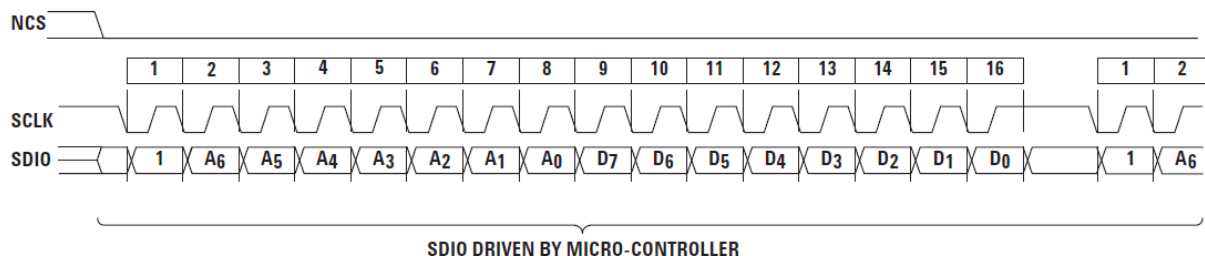 NCS
1 2 3 4 5 6 7 8 9 10 11 12 13 14 15 16 1 2
SCLK
SDIO 1 A6 A5 A4 A3 A2 A1 A0 D7 D6 D5 D4 D3 D2 D1 D0 1 A6
SDIO DRIVEN BY MICRO-CONTROLLER